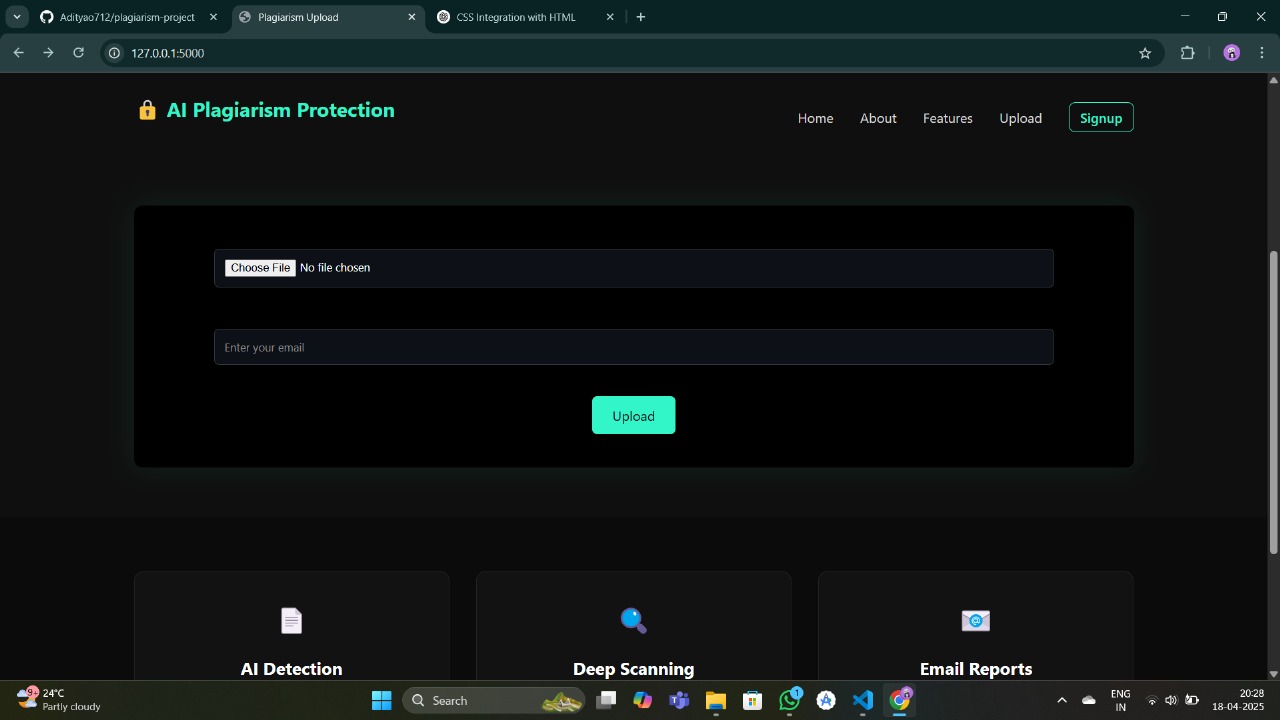 Adityao712/plagiarism-project
Plagiarism Upload
CSS Integration with HTML
127.0.0.1:5000
AI Plagiarism Protection
Home About Features Upload Signup
Choose File No file chosen
Enter your email
Upload
AI Detection
Deep Scanning
Email Reports
9+
24°C
Partly cloudy
Search
1
ENG
IN
20:28
18-04-2025